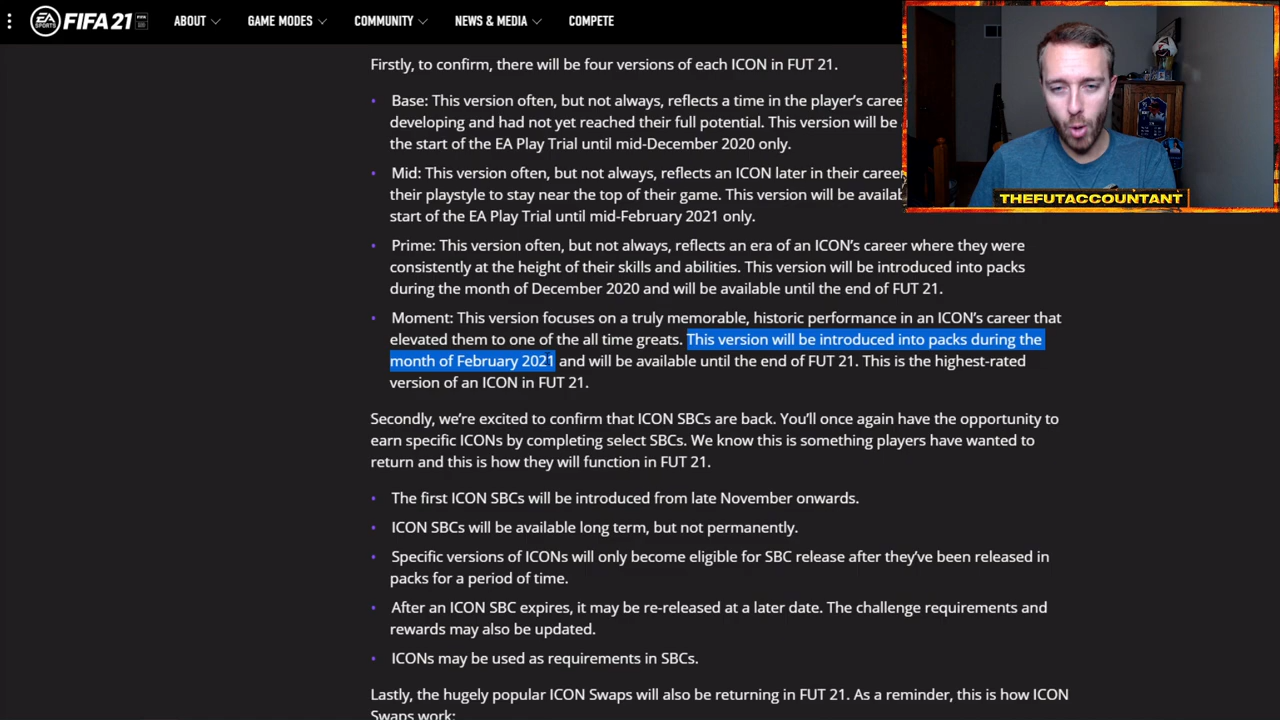 EA SPORTS FIFA 21
ABOUT
GAME MODES
COMMUNITY
NEWS & MEDIA
COMPETE
THEFUTACCOUNTANT
Firstly, to confirm, there will be four versions of each ICON in FUT 21.
• Base: This version often, but not always, reflects a time in the player's caree
developing and had not yet reached their full potential. This version will be
the start of the EA Play Trial until mid-December 2020 only.
• Mid: This version often, but not always, reflects an ICON later in their career
their playstyle to stay near the top of their game. This version will be availab
start of the EA Play Trial until mid-February 2021 only.
• Prime: This version often, but not always, reflects an era of an ICON's career where they were
consistently at the height of their skills and abilities. This version will be introduced into packs
during the month of December 2020 and will be available until the end of FUT 21.
• Moment: This version focuses on a truly memorable, historic performance in an ICON's career that
elevated them to one of the all time greats. This version will be introduced into packs during the
month of February 2021 and will be available until the end of FUT 21. This is the highest-rated
version of an ICON in FUT 21.
Secondly, we're excited to confirm that ICON SBCs are back. You'll once again have the opportunity to
earn specific ICONs by completing select SBCs. We know this is something players have wanted to
return and this is how they will function in FUT 21.
• The first ICON SBCs will be introduced from late November onwards.
• ICON SBCs will be available long term, but not permanently.
• Specific versions of ICONs will only become eligible for SBC release after they've been released in
packs for a period of time.
• After an ICON SBC expires, it may be re-released at a later date. The challenge requirements and
rewards may also be updated.
• ICONs may be used as requirements in SBCs.
Lastly, the hugely popular ICON Swaps will also be returning in FUT 21. As a reminder, this is how ICON
Swaps work: